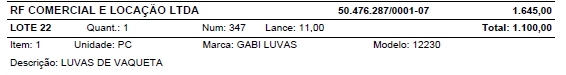 RF COMERCIAL E LOCAÇÃO LTDA 50.476.287/0001-07 1.645,00
LOTE 22 Quant.: 1 Num: 347 Lance: 11,00 Total: 1.100,00
Item: 1 Unidade: PC Marca: GABI LUVAS Modelo: 12230
Descrição: LUVAS DE VAQUETA